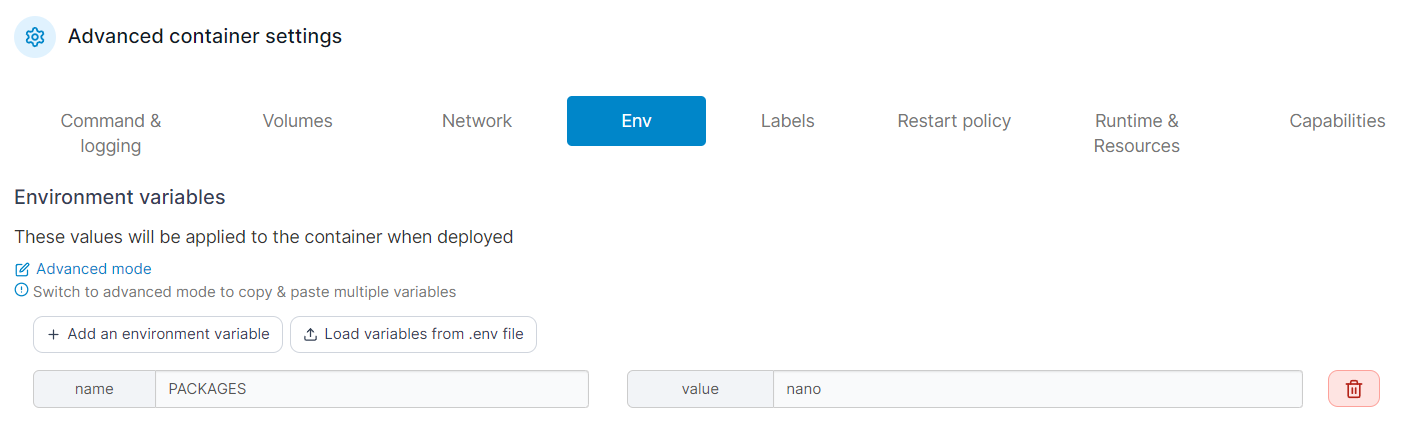 Advanced container settings
Command & logging
Volumes
Network
Env
Labels
Restart policy
Runtime & Resources
Capabilities
Environment variables
These values will be applied to the container when deployed
Advanced mode
Switch to advanced mode to copy & paste multiple variables
+ Add an environment variable
Load variables from .env file
name PACKAGES value nano